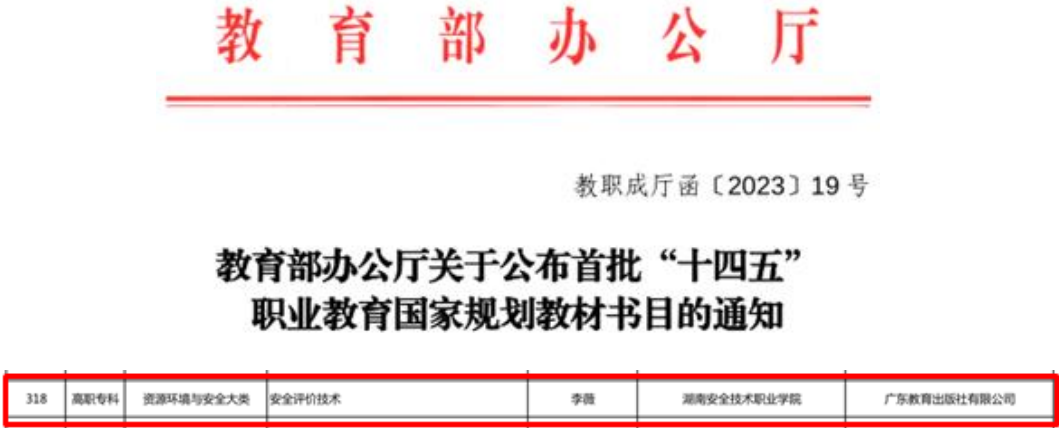 教育部办公厅
教职成厅函〔2023〕19 号
教育部办公厅关于公布首批“十四五”
职业教育国家规划教材书目的通知
318 高职专科 资源环境与安全大类 安全评价技术 李薇 湖南安全技术职业学院 广东教育出版社有限公司